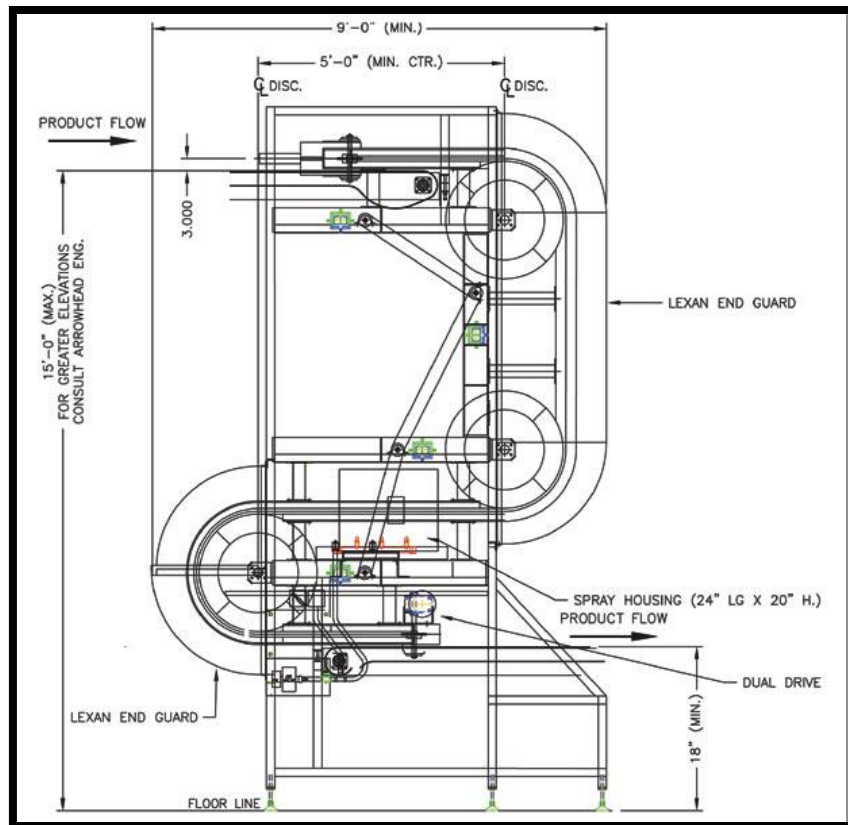 9'-0" (MIN.)
5'-0" (MIN. CTR.)
℄ DISC.
℄ DISC.
PRODUCT FLOW
3.000
15'-0" (MAX.)
FOR GREATER ELEVATIONS
CONSULT ARROWHEAD ENG.
LEXAN END GUARD
SPRAY HOUSING (24" LG X 20" H.)
PRODUCT FLOW
DUAL DRIVE
18" (MIN.)
LEXAN END GUARD
FLOOR LINE